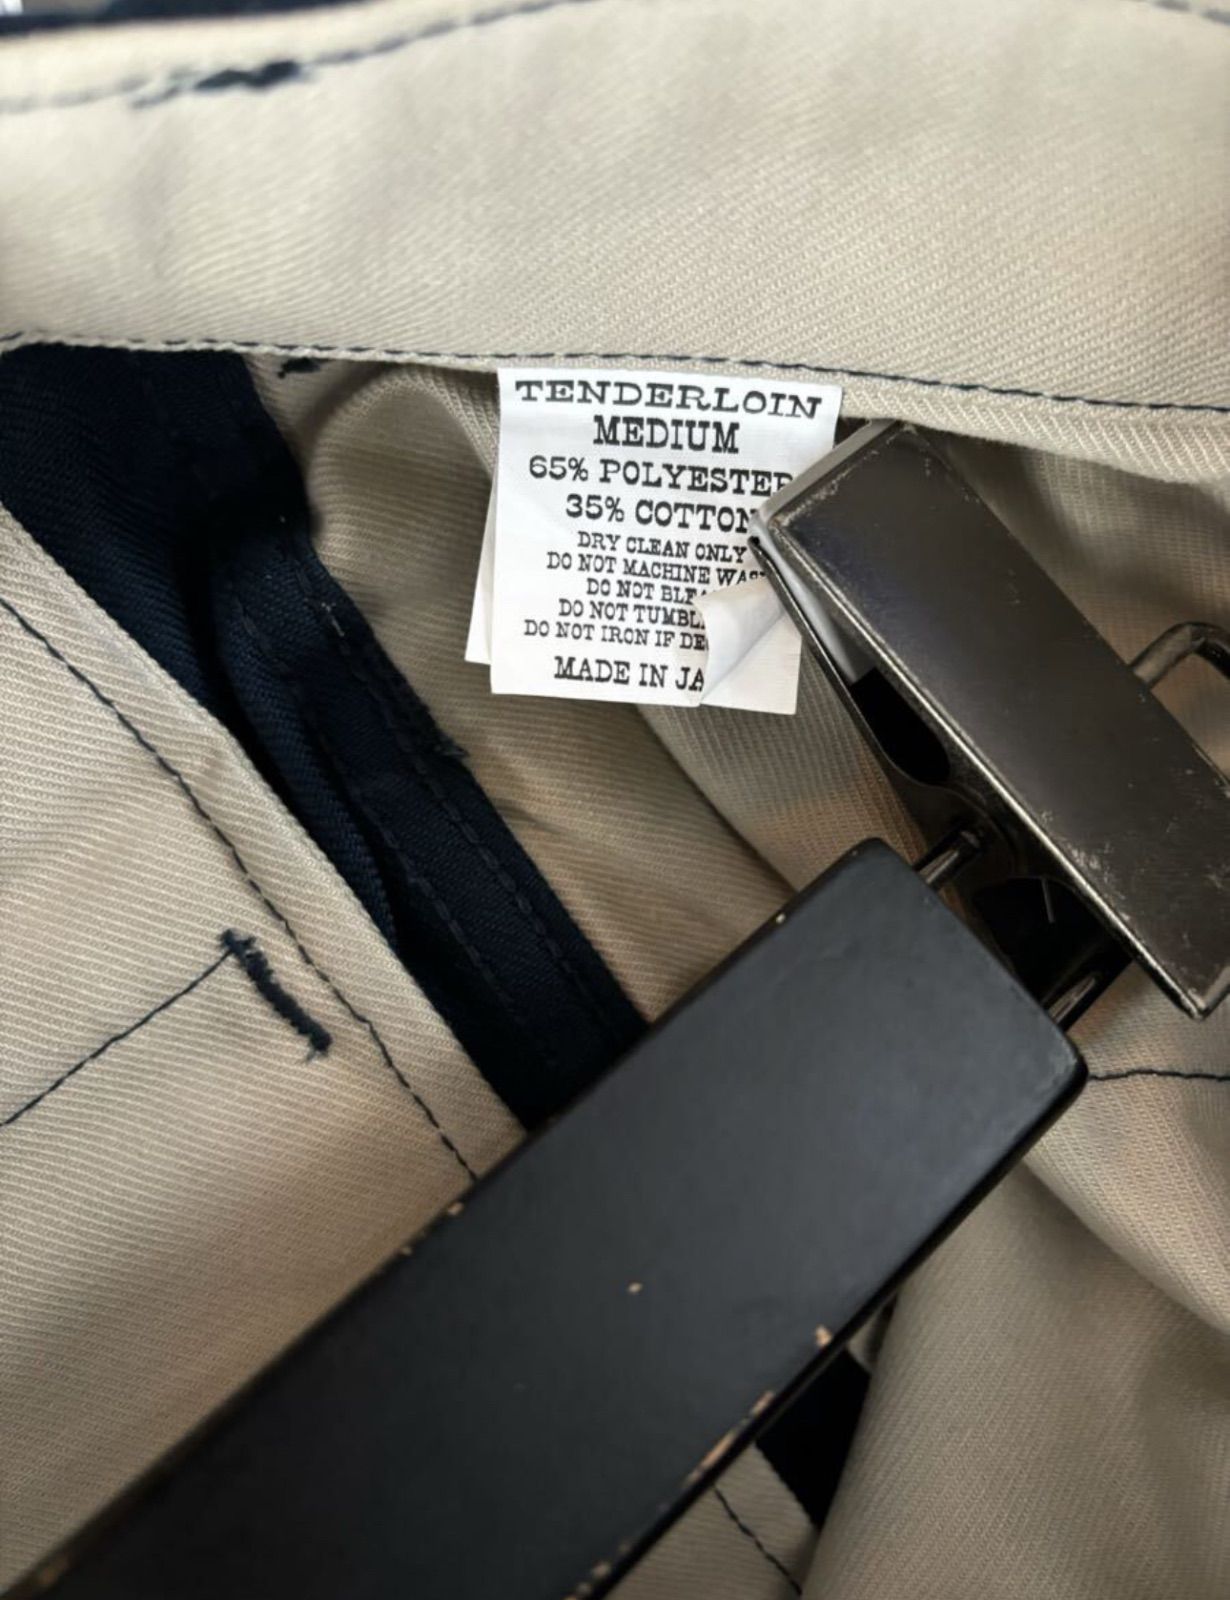 TENDERLOIN
MEDIUM
65% POLYESTER
35% COTTON
DRY CLEAN ONLY
DO NOT MACHINE
DO NOT
DO NOT
DO NOT IRON IF
MADE IN